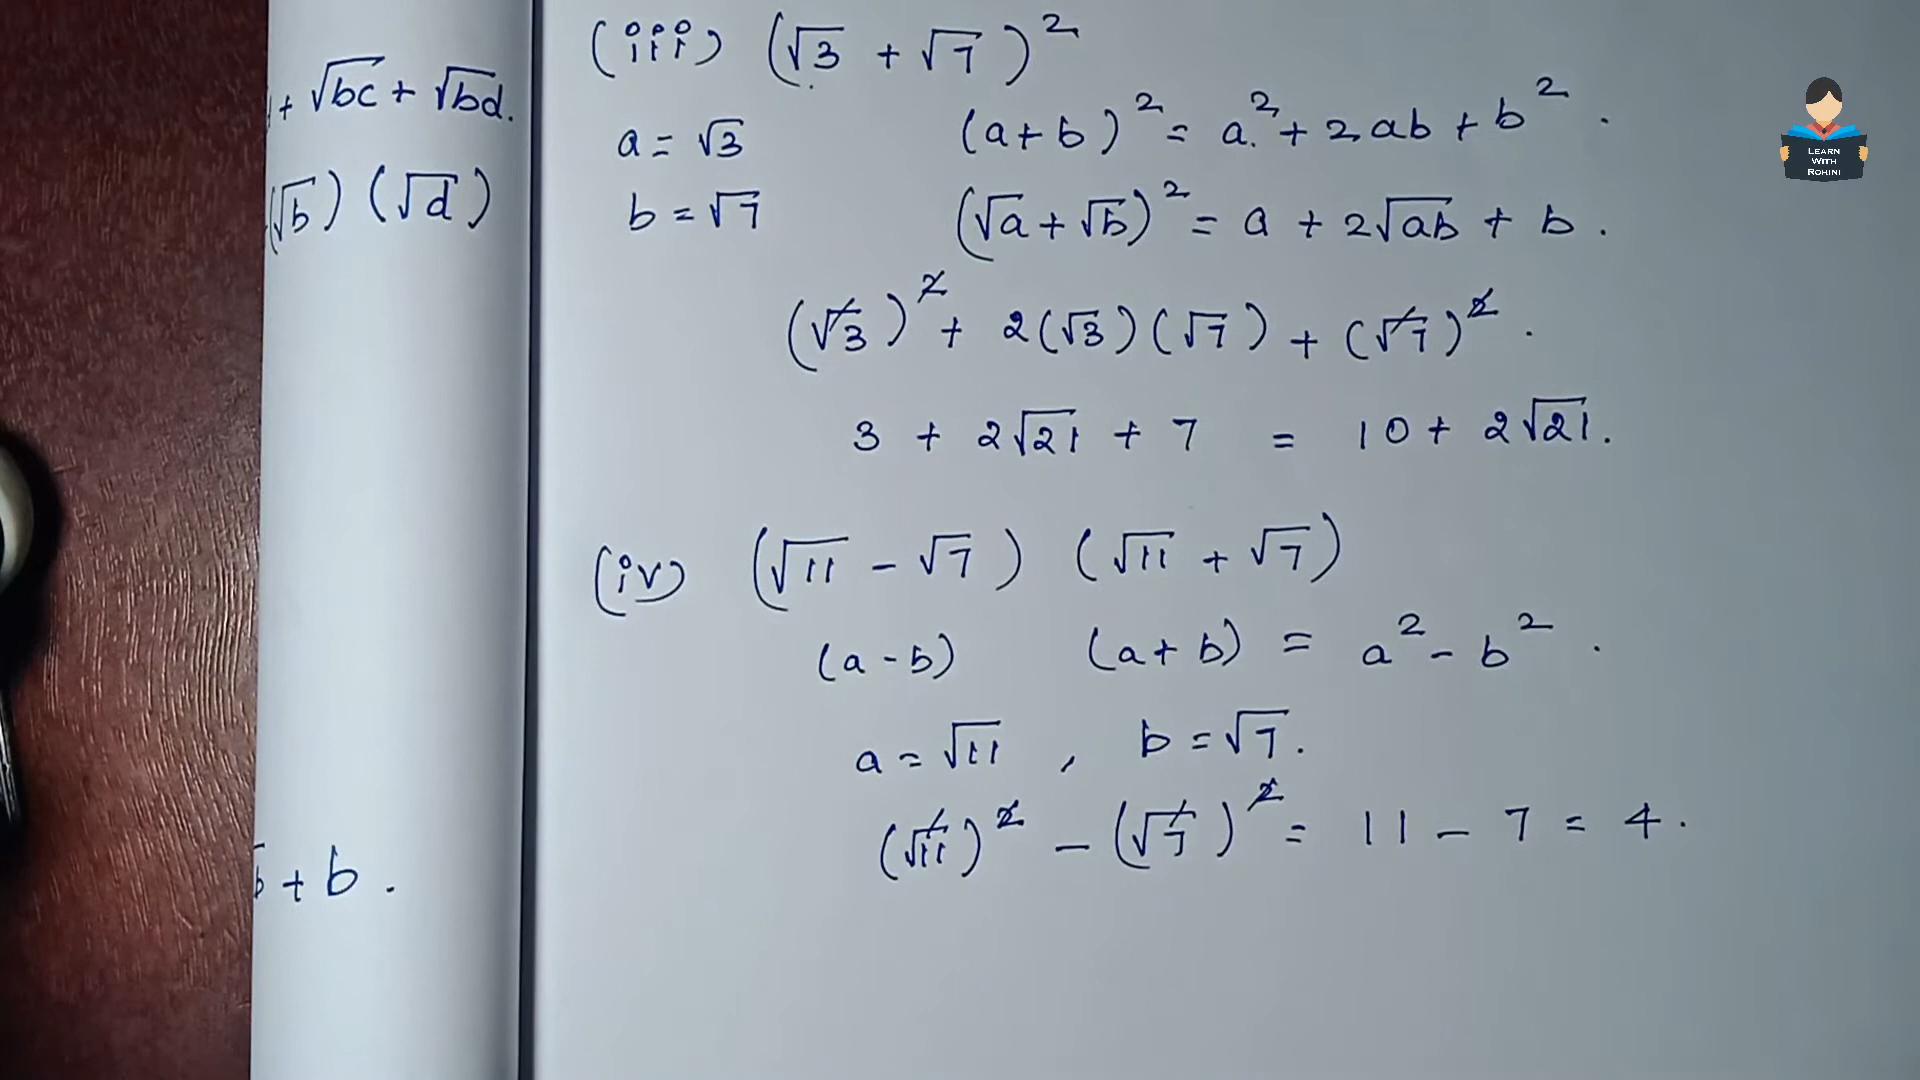 + √bc + √bd.
(√b) (√d)
+ b .
(iii) (√3 + √7)²
a = √3
(a+b)² = a² + 2ab + b² .
b = √7
(√a + √b)² = a + 2√ab + b .
(√3)² + 2(√3)(√7) + (√7)² .
3 + 2√21 + 7 = 10 + 2√21.
(iv) (√11 - √7) (√11 + √7)
(a - b) (a + b) = a² - b² .
a = √11 , b = √7.
(√11)² - (√7)² = 11 - 7 = 4.
LEARN
WITH
ROHINI